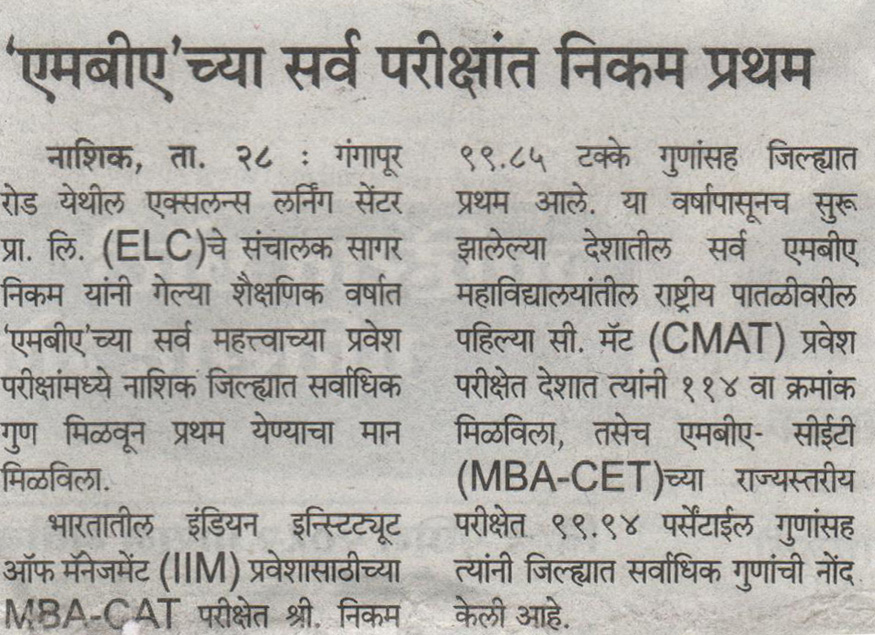 'एमबीए'च्या सर्व परीक्षांत निकम प्रथम
नाशिक, ता. २८ : गंगापूर
रोड येथील एक्सलन्स लर्निंग सेंटर
प्रा. लि. (ELC)चे संचालक सागर
निकम यांनी गेल्या शैक्षणिक वर्षात
'एमबीए'च्या सर्व महत्त्वाच्या प्रवेश
परीक्षांमध्ये नाशिक जिल्ह्यात सर्वाधिक
गुण मिळवून प्रथम येण्याचा मान
मिळविला.
भारतातील इंडियन इन्स्टिट्यूट
ऑफ मॅनेजमेंट (IIM) प्रवेशासाठीच्या
MBA-CAT परीक्षेत श्री. निकम
९९.८५ टक्के गुणांसह जिल्ह्यात
प्रथम आले. या वर्षापासूनच सुरू
झालेल्या देशातील सर्व एमबीए
महाविद्यालयांतील राष्ट्रीय पातळीवरील
पहिल्या सी. मॅट (CMAT) प्रवेश
परीक्षेत देशात त्यांनी ११४ वा क्रमांक
मिळविला, तसेच एमबीए- सीईटी
(MBA-CET)च्या राज्यस्तरीय
परीक्षेत ९९.९४ पर्सेंटाईल गुणांसह
त्यांनी जिल्ह्यात सर्वाधिक गुणांची नोंद
केली आहे.